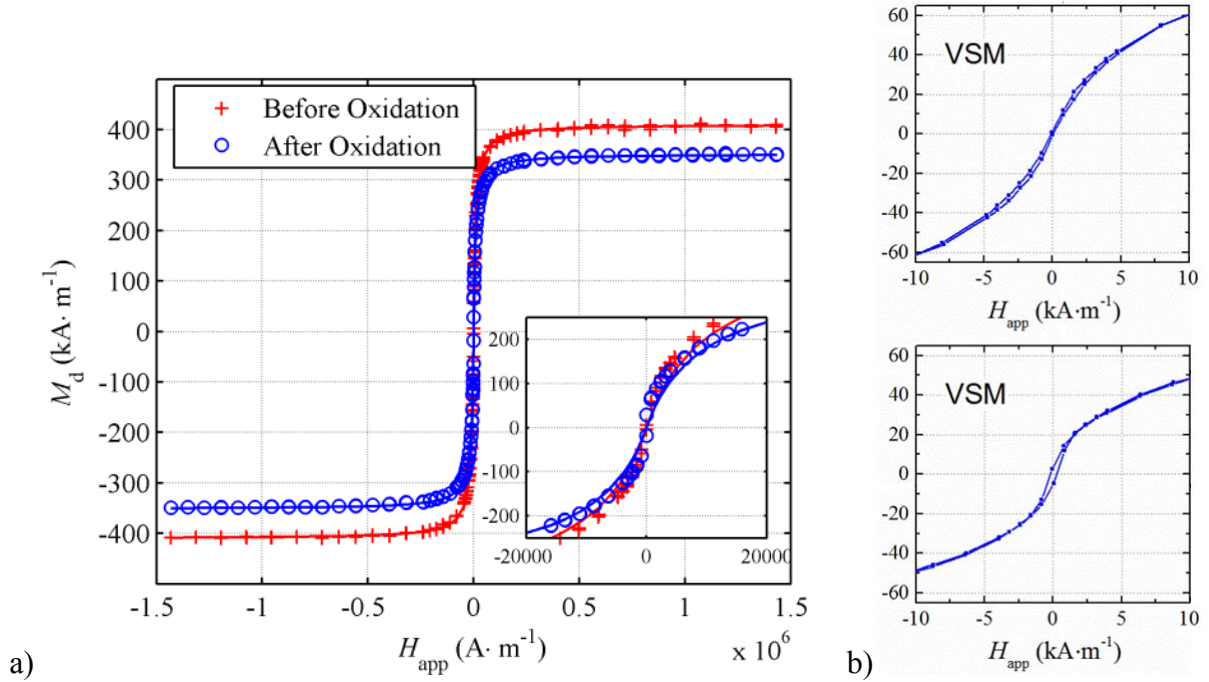 Before Oxidation
After Oxidation
400
300
200
100
0
-100
-200
-300
-400
M_d (kA· m⁻¹)
200
100
0
-100
-200
-20000 0 20000
-1.5 -1 -0.5 0 0.5 1 1.5
H_app (A· m⁻¹)
x 10⁶
a)
VSM
60
40
20
0
-20
-40
-60
-10 -5 0 5 10
H_app (kA·m⁻¹)
VSM
60
40
20
0
-20
-40
-60
-10 -5 0 5 10
H_app (kA·m⁻¹)
b)